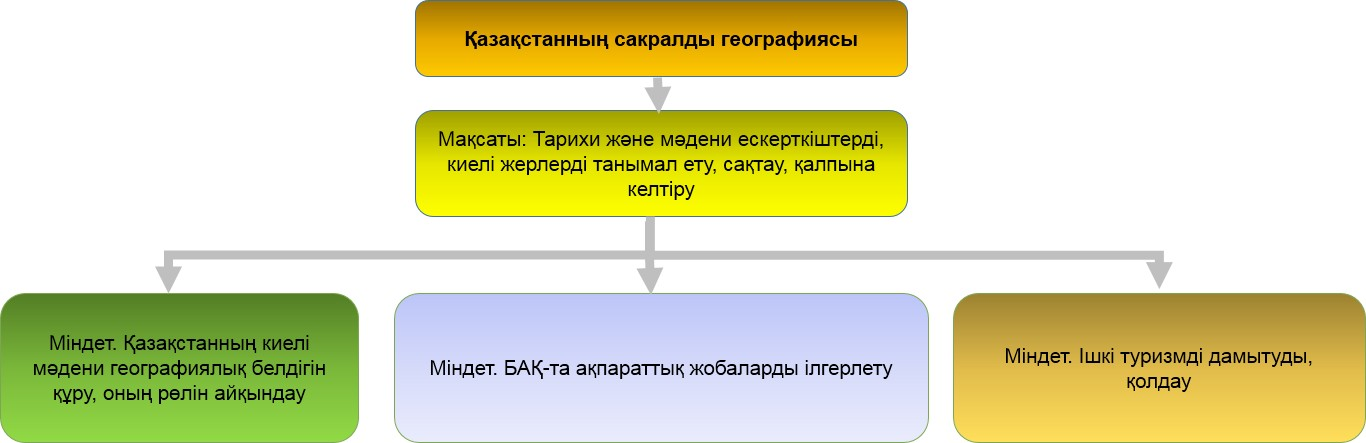 Қазақстанның сакралды географиясы
Мақсаты: Тарихи және мәдени ескерткіштерді,
киелі жерлерді танымал ету, сақтау, қалпына
келтіру
Міндет. Қазақстанның киелі
мәдени географиялық белдігін
құру, оның рөлін айқындау
Міндет. БАҚ-та ақпараттық жобаларды ілгерлету
Міндет. Ішкі туризмді дамытуды,
қолдау